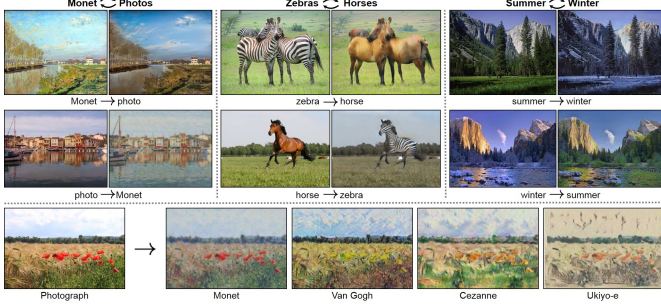 Monet Photos
Zebras Horses
Summer Winter
Monet → photo
zebra → horse
summer → winter
photo → Monet
horse → zebra
winter → summer
Photograph
Monet
Van Gogh
Cezanne
Ukiyo-e